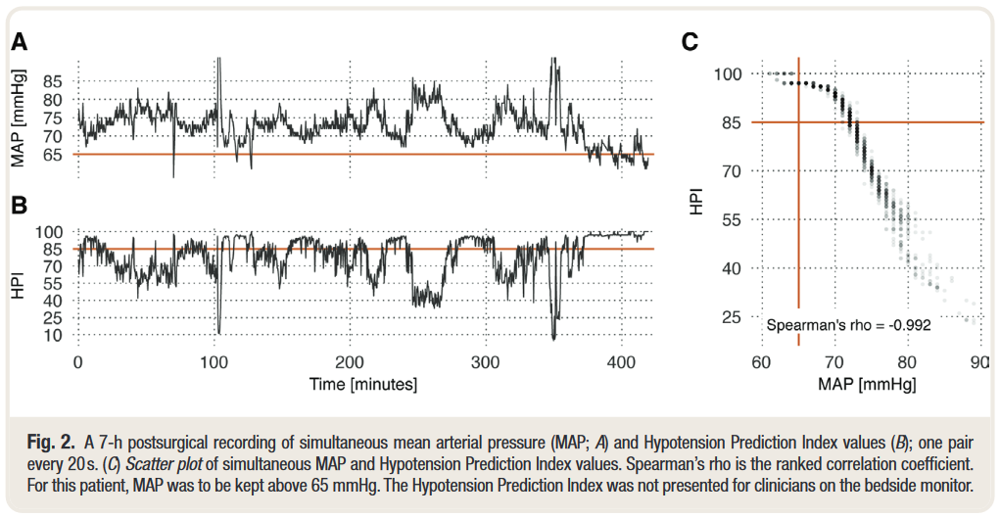 A
MAP [mmHg]
85
80
75
70
65
B
HPI
100
85
70
55
40
25
10
0
100
200
300
400
Time [minutes]
C
HPI
100
85
70
55
40
25
Spearman's rho = -0.992
60
70
80
90
MAP [mmHg]
Fig. 2. A 7-h postsurgical recording of simultaneous mean arterial pressure (MAP; A) and Hypotension Prediction Index values (B); one pair
every 20 s. (C) Scatter plot of simultaneous MAP and Hypotension Prediction Index values. Spearman’s rho is the ranked correlation coefficient.
For this patient, MAP was to be kept above 65 mmHg. The Hypotension Prediction Index was not presented for clinicians on the bedside monitor.